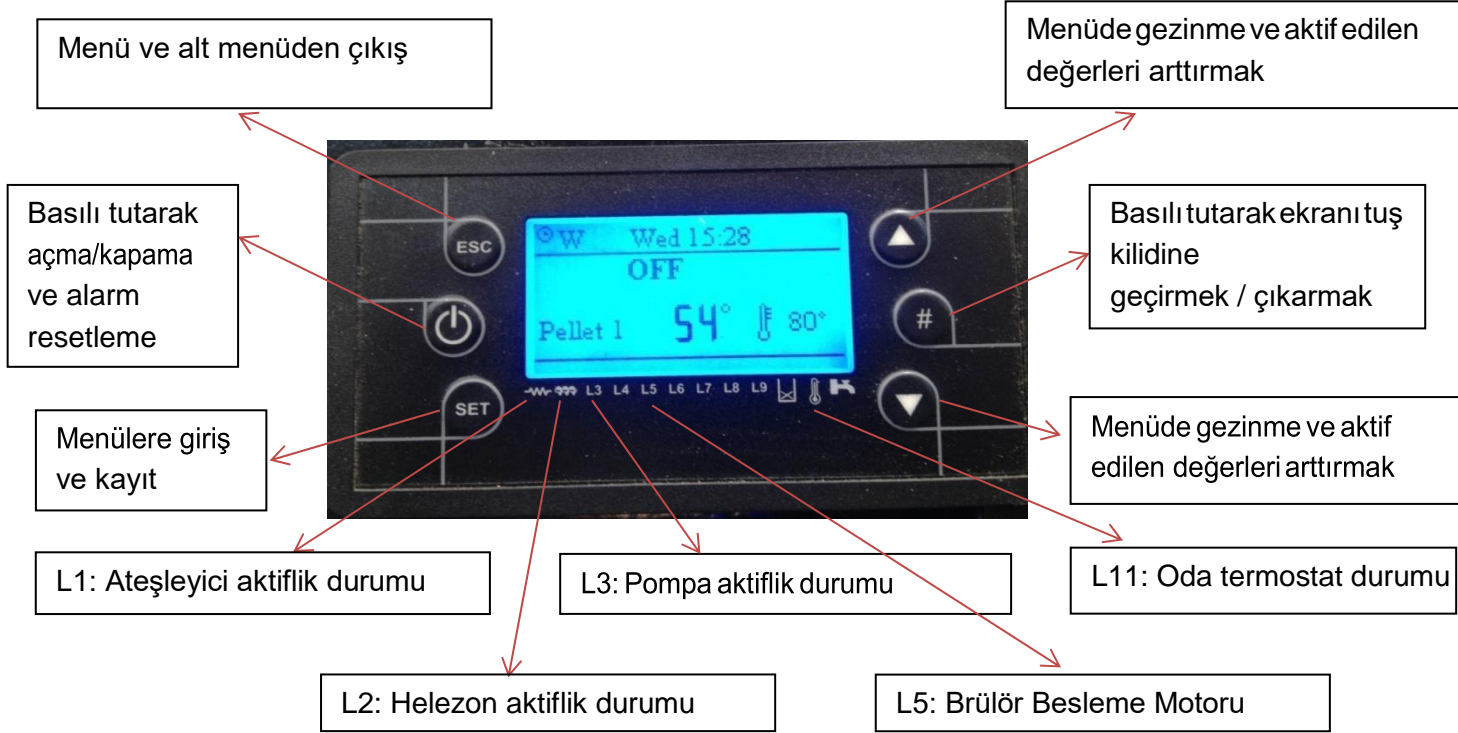 Menü ve alt menüden çıkış
Menüde gezinme ve aktif edilen
değerleri arttırmak
Basılı tutarak
açma/kapama
ve alarm
resetleme
Basılı tutarak ekranı tuş
kilidine
geçirmek / çıkarmak
ESC
W Wed 15:28
OFF
Pellet 1 54° 80°
#
SET
L3 L4 L5 L6 L7 L8 L9
Menülere giriş
ve kayıt
Menüde gezinme ve aktif
edilen değerleri arttırmak
L1: Ateşleyici aktiflik durumu
L3: Pompa aktiflik durumu
L11: Oda termostat durumu
L2: Helezon aktiflik durumu
L5: Brülör Besleme Motoru